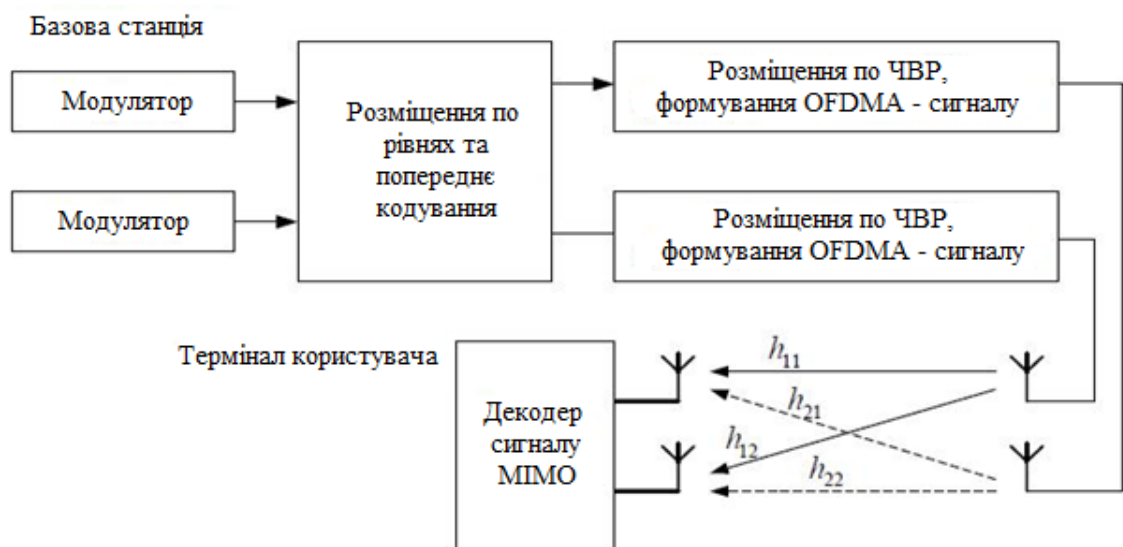 Базова станція
Модулятор
Модулятор
Розміщення по
рівнях та
попереднє
кодування
Розміщення по ЧВР,
формування OFDMA - сигналу
Розміщення по ЧВР,
формування OFDMA - сигналу
Термінал користувача
Декодер
сигналу
MIMO
h11
h21
h12
h22